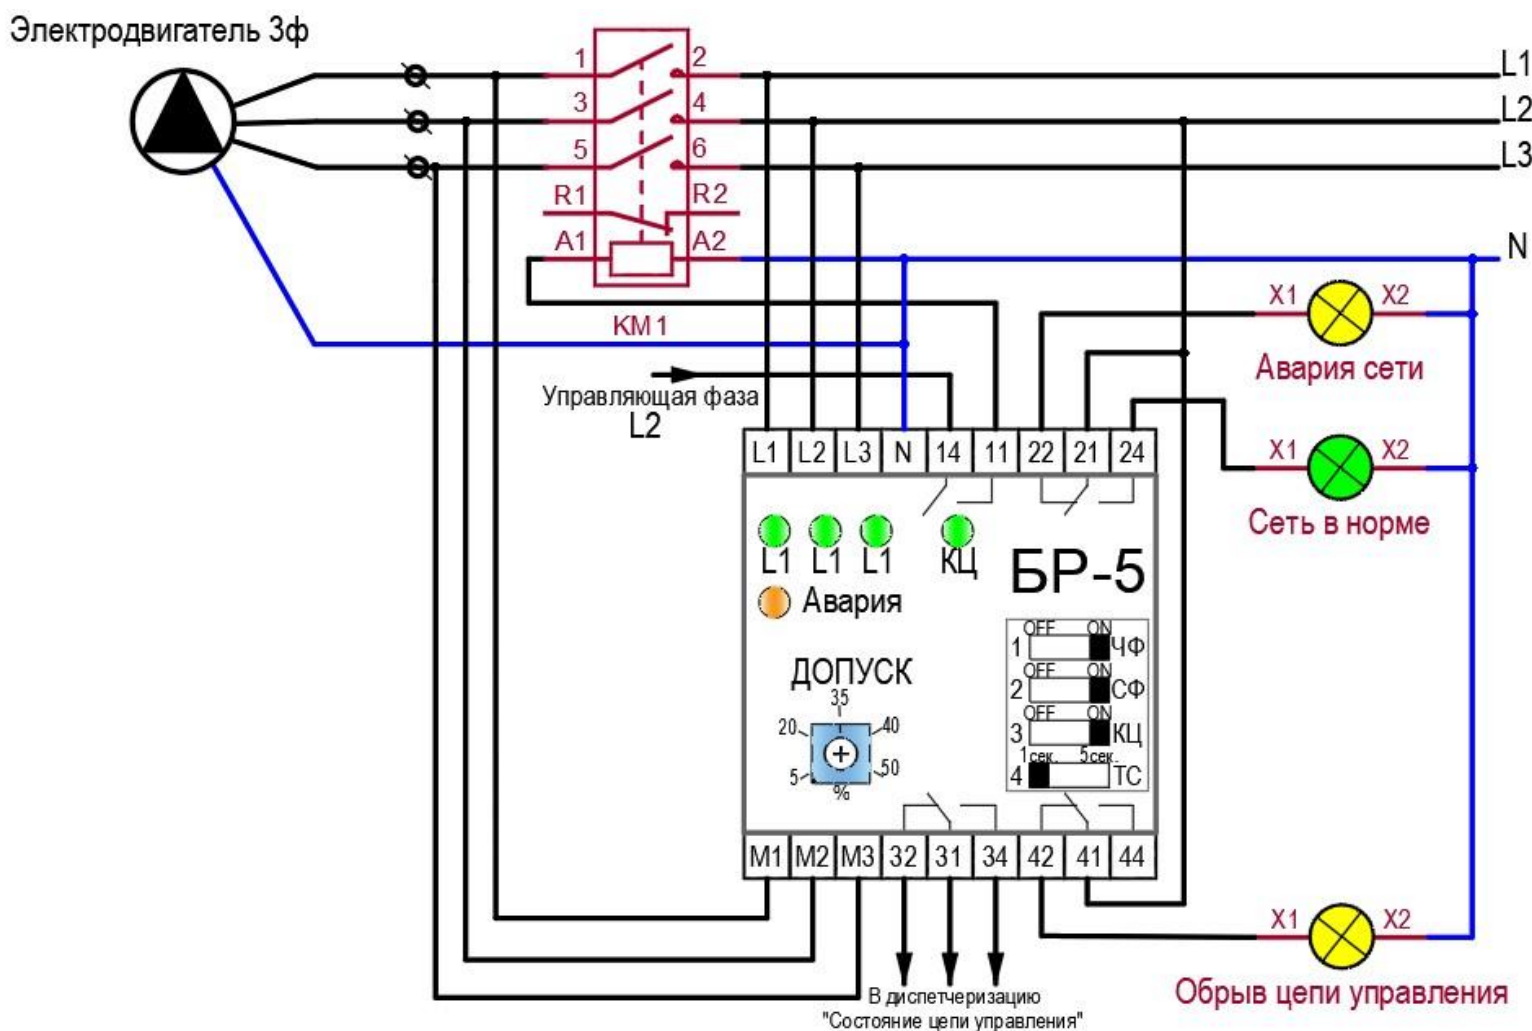 Электродвигатель 3ф
1 2 L1
3 4 L2
5 6 L3
R1 R2
A1 A2 N
KM1
X1 X2
Авария сети
Управляющая фаза
L2
L1 L2 L3 N 14 11 22 21 24
X1 X2
Сеть в норме
L1 L1 L1 КЦ
БР-5
Авария
OFF ON
1 ЧФ
OFF ON
2 СФ
OFF ON
3 КЦ
1сек. 5сек.
4 ТС
ДОПУСК
35
20 40
5 50
%
M1 M2 M3 32 31 34 42 41 44
X1 X2
Обрыв цепи управления
В диспетчеризацию
"Состояние цепи управления"